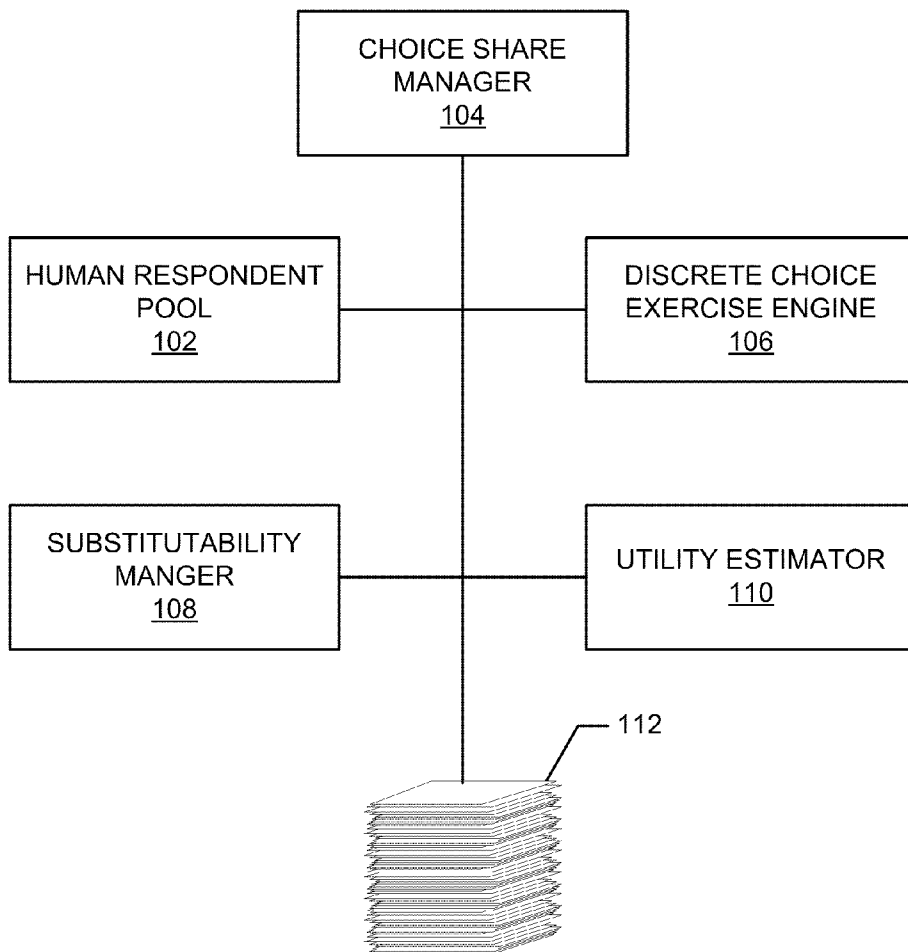 CHOICE SHARE
MANAGER
104
HUMAN RESPONDENT
POOL
102
DISCRETE CHOICE
EXERCISE ENGINE
106
SUBSTITUTABILITY
MANGER
108
UTILITY ESTIMATOR
110
112